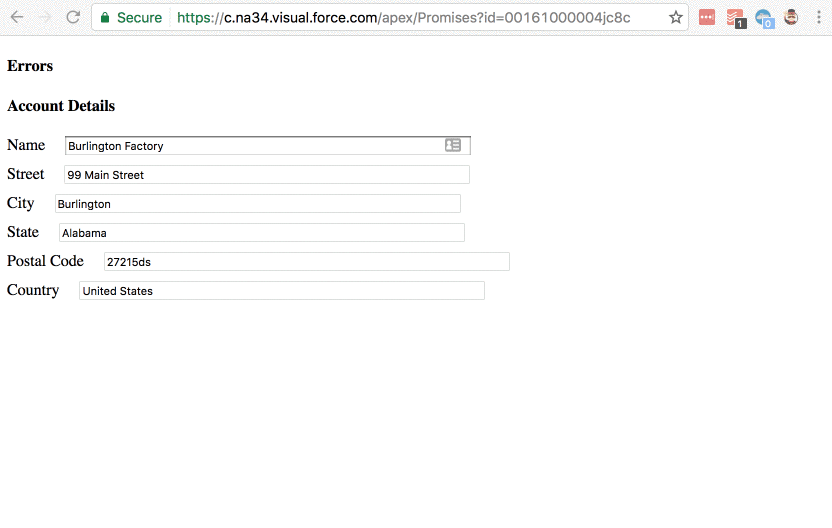 Secure https://c.na34.visual.force.com/apex/Promises?id=00161000004jc8c 1 0
Errors
Account Details
Name Burlington Factory
Street 99 Main Street
City Burlington
State Alabama
Postal Code 27215ds
Country United States